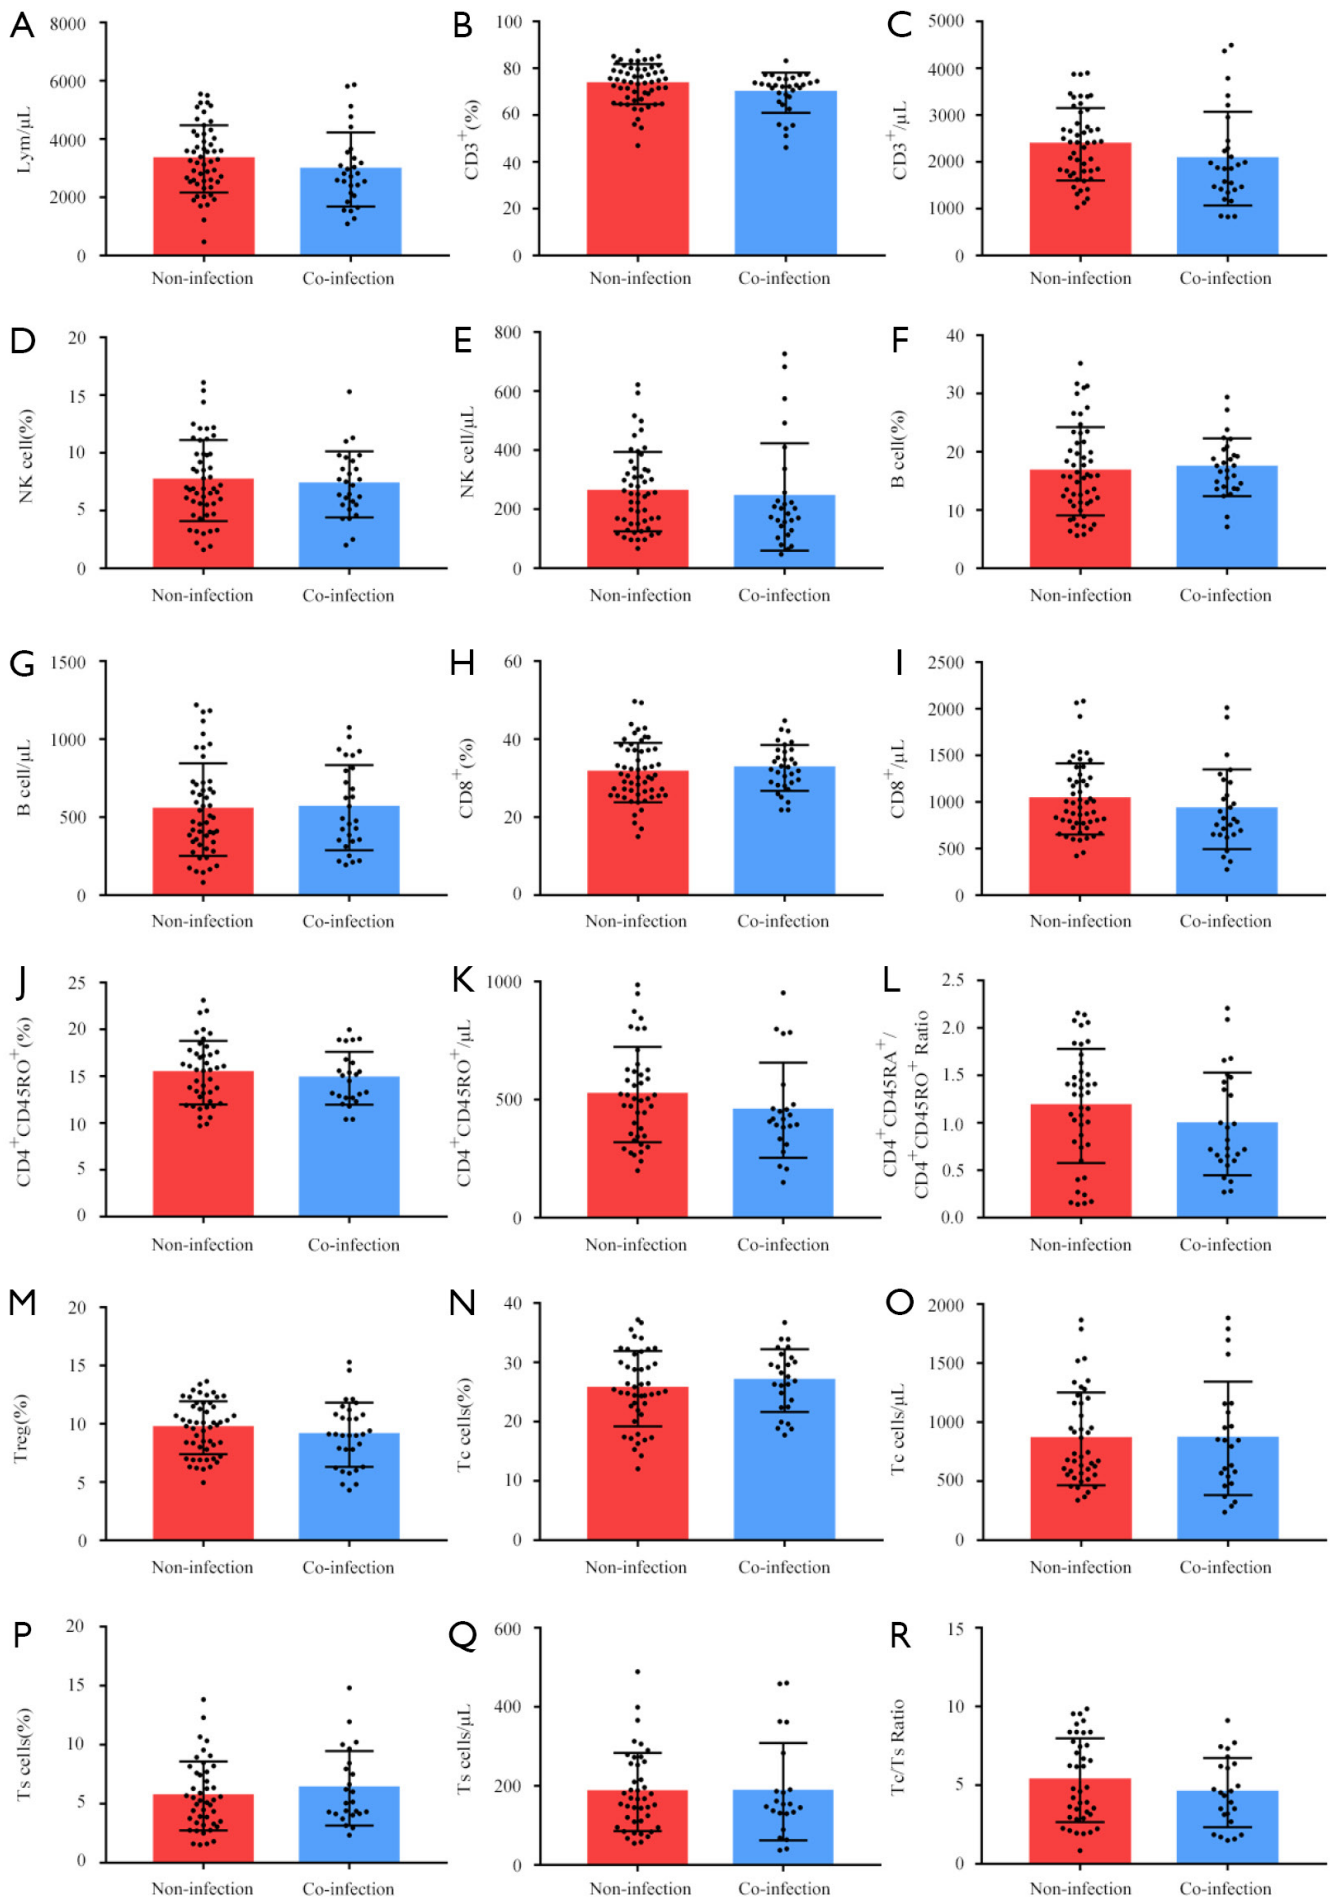 A
Lym/μL
8000
6000
4000
2000
0
Non-infection
Co-infection
B
CD3+(%)
100
80
60
40
20
0
Non-infection
Co-infection
C
CD3+/μL
5000
4000
3000
2000
1000
0
Non-infection
Co-infection
D
NK cell(%)
20
15
10
5
0
Non-infection
Co-infection
E
NK cell/μL
800
600
400
200
0
Non-infection
Co-infection
F
B cell(%)
40
30
20
10
0
Non-infection
Co-infection
G
B cell/μL
1500
1000
500
0
Non-infection
Co-infection
H
CD8+(%)
60
40
20
0
Non-infection
Co-infection
I
CD8+/μL
2500
2000
1500
1000
500
0
Non-infection
Co-infection
J
CD4+CD45RO+(%)
25
20
15
10
5
0
Non-infection
Co-infection
K
CD4+CD45RO+/μL
1000
500
0
Non-infection
Co-infection
L
CD4+CD45RA+/
CD4+CD45RO+ Ratio
2.5
2.0
1.5
1.0
0.5
0.0
Non-infection
Co-infection
M
Treg(%)
20
15
10
5
0
Non-infection
Co-infection
N
Tc cells(%)
40
30
20
10
0
Non-infection
Co-infection
O
Tc cells/μL
2000
1500
1000
500
0
Non-infection
Co-infection
P
Ts cells(%)
20
15
10
5
0
Non-infection
Co-infection
Q
Ts cells/μL
600
400
200
0
Non-infection
Co-infection
R
Tc/Ts Ratio
15
10
5
0
Non-infection
Co-infection